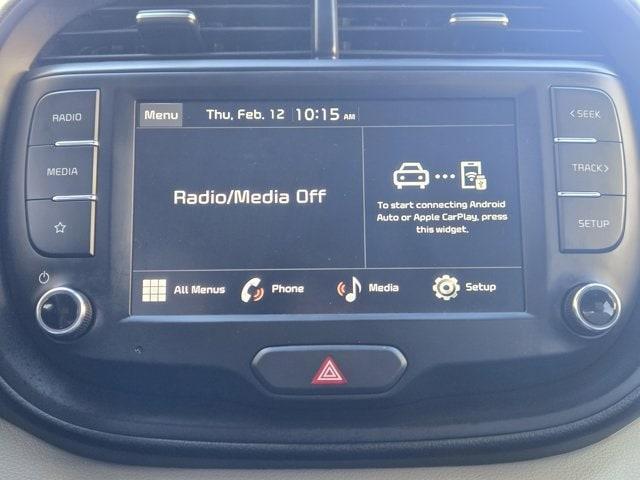 Menu Thu, Feb. 12 10:15 AM
RADIO
MEDIA
< SEEK
TRACK >
SETUP
Radio/Media Off
To start connecting Android
Auto or Apple CarPlay, press
this widget.
All Menus Phone Media Setup